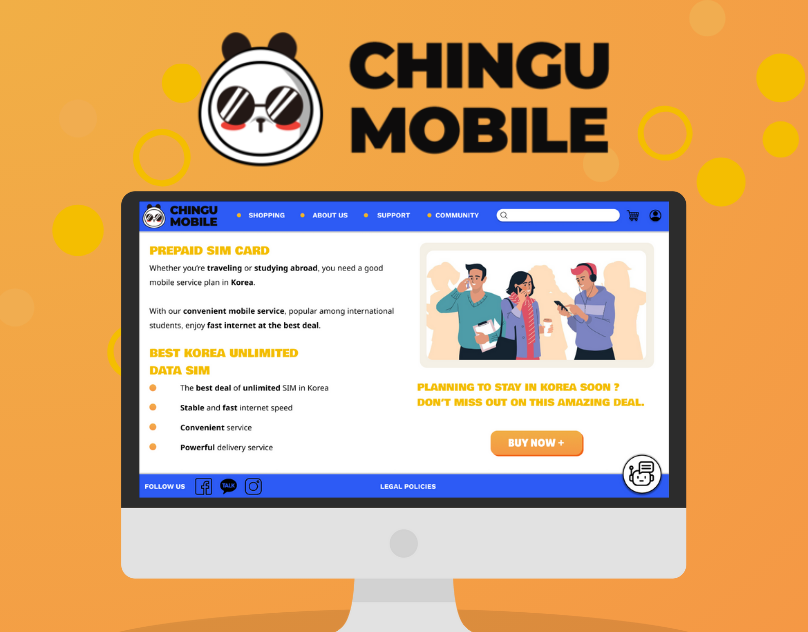 CHINGU
MOBILE
CHINGU
MOBILE
SHOPPING
ABOUT US
SUPPORT
COMMUNITY
PREPAID SIM CARD
Whether you're traveling or studying abroad, you need a good
mobile service plan in Korea.
With our convenient mobile service, popular among international
students, enjoy fast internet at the best deal.
BEST KOREA UNLIMITED
DATA SIM
The best deal of unlimited SIM in Korea
Stable and fast internet speed
Convenient service
Powerful delivery service
PLANNING TO STAY IN KOREA SOON ?
DON'T MISS OUT ON THIS AMAZING DEAL.
BUY NOW +
FOLLOW US
TALK
LEGAL POLICIES